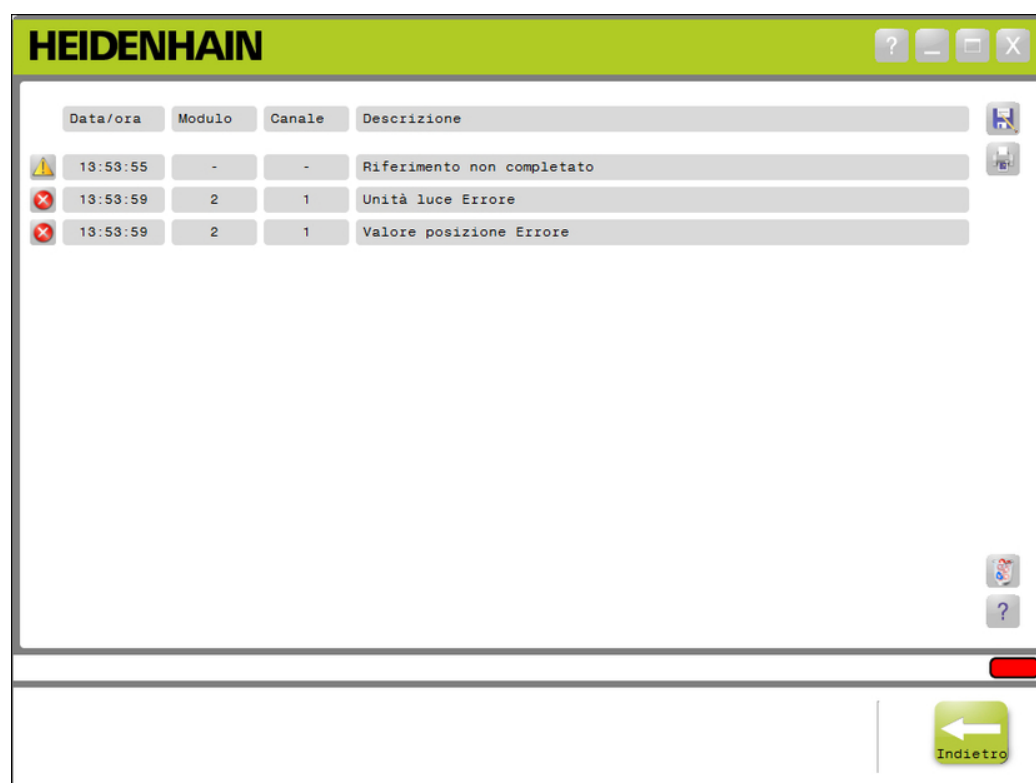 HEIDENHAIN ? _ X
Data/ora Modulo Canale Descrizione
13:53:55 - - Riferimento non completato
13:53:59 2 1 Unità luce Errore
13:53:59 2 1 Valore posizione Errore
?
Indietro